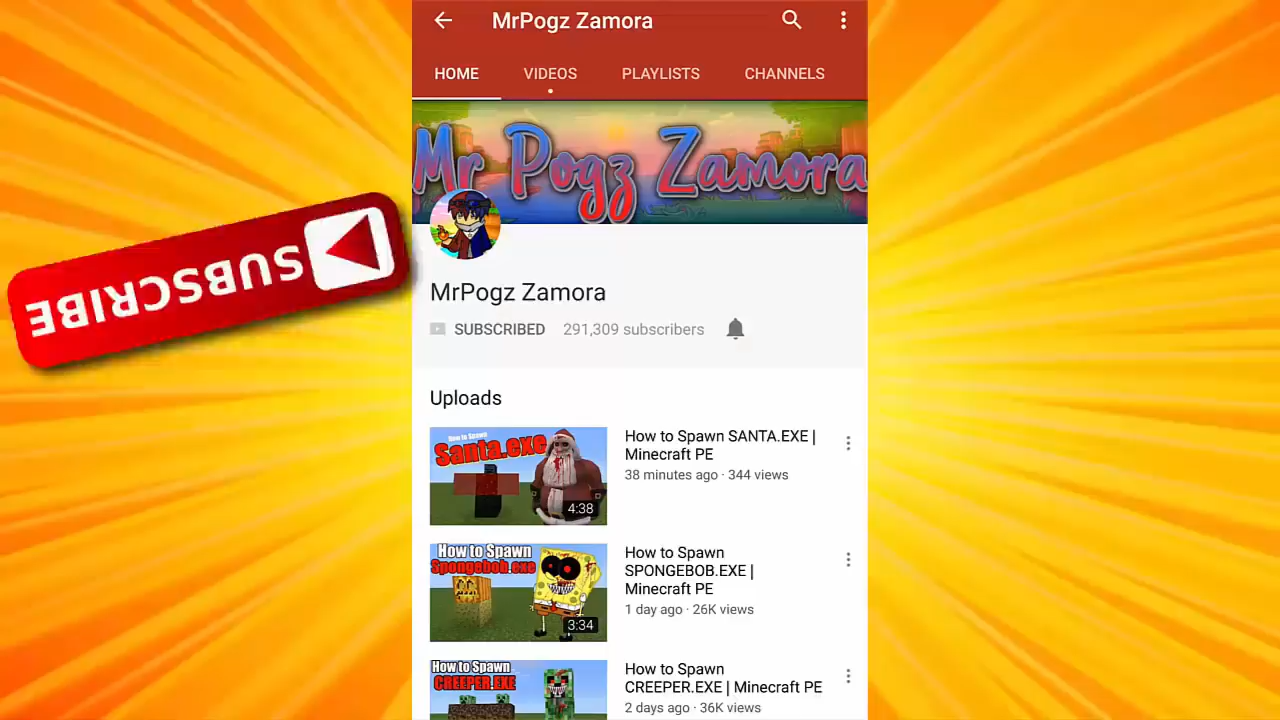 MrPogz Zamora
HOME VIDEOS PLAYLISTS CHANNELS
Mr Pogz Zamora
SUBSCRIBE
MrPogz Zamora
SUBSCRIBED 291,309 subscribers
Uploads
How to Spawn
Santa.exe
4:38
How to Spawn SANTA.EXE |
Minecraft PE
38 minutes ago · 344 views
How to Spawn
Spongebob.exe
3:34
How to Spawn
SPONGEBOB.EXE |
Minecraft PE
1 day ago · 26K views
How to Spawn
CREEPER.EXE
How to Spawn
CREEPER.EXE | Minecraft PE
2 days ago · 36K views